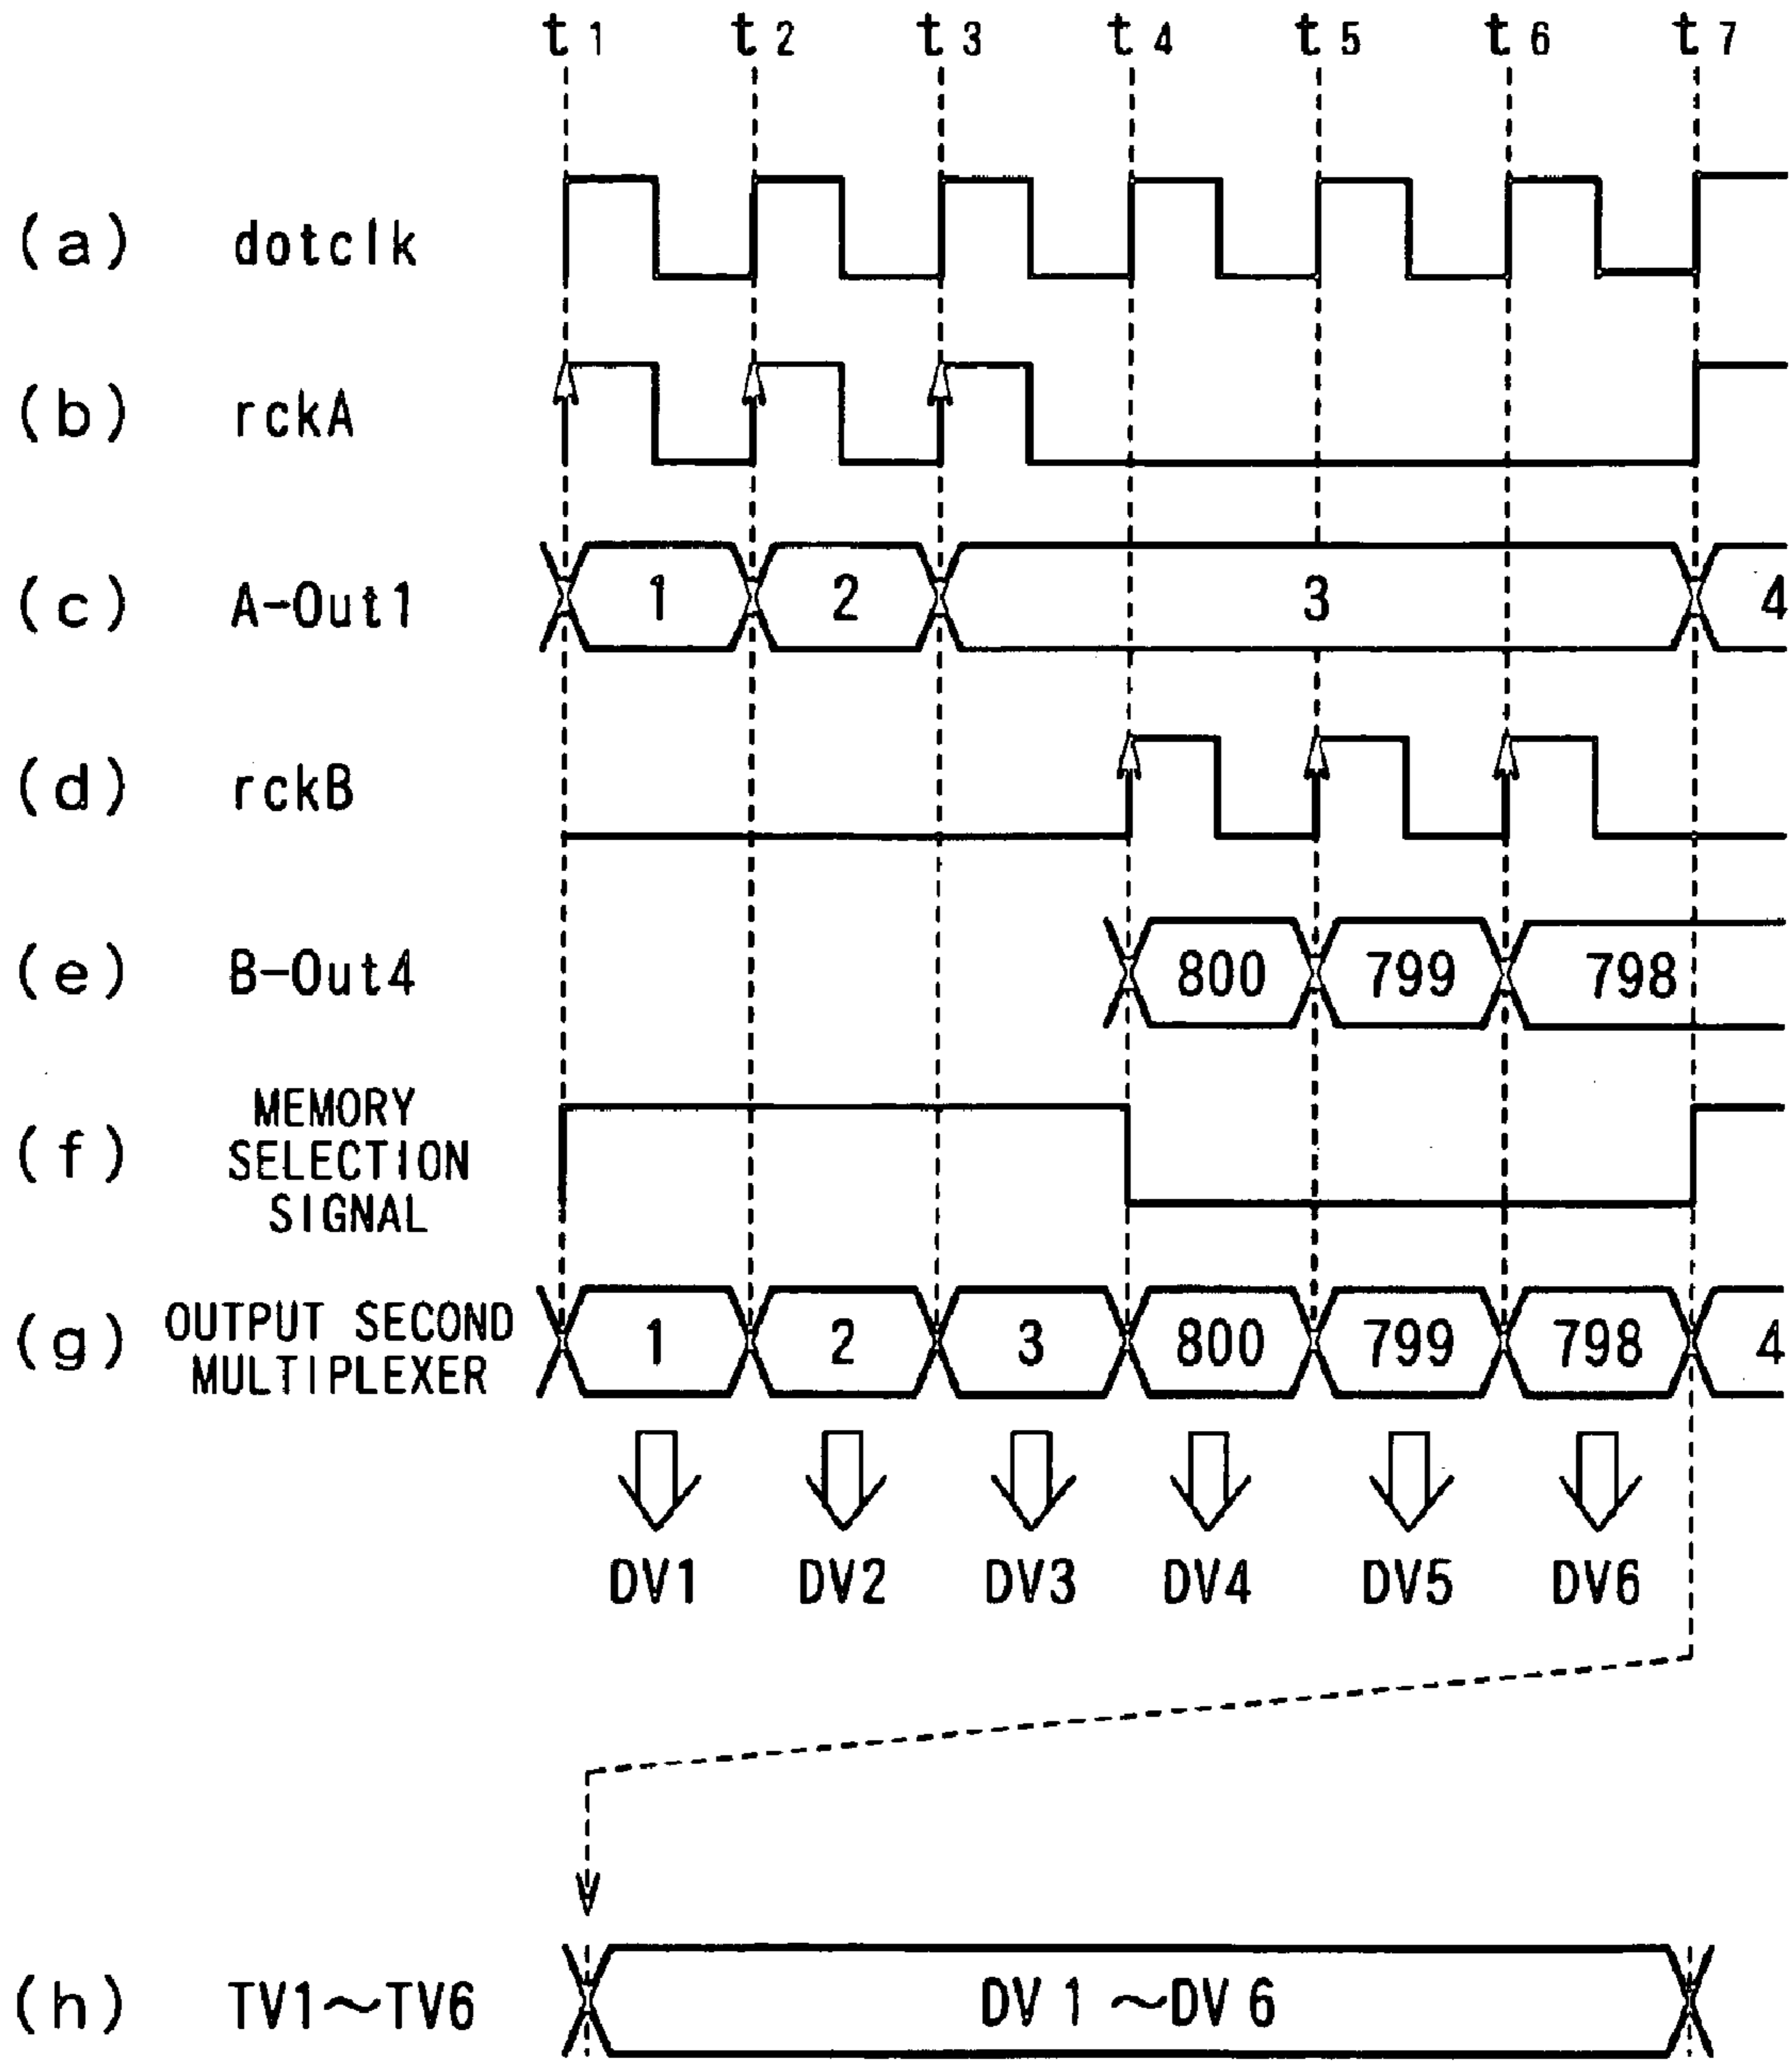 t1 t2 t3 t4 t5 t6 t7
(a) dotclk
(b) rckA
(c) A-Out1 1 2 3 4
(d) rckB
(e) B-Out4 800 799 798
(f) MEMORY
SELECTION
SIGNAL
(g) OUTPUT SECOND
MULTIPLEXER 1 2 3 800 799 798 4
DV1 DV2 DV3 DV4 DV5 DV6
(h) TV1~TV6 DV1~DV6